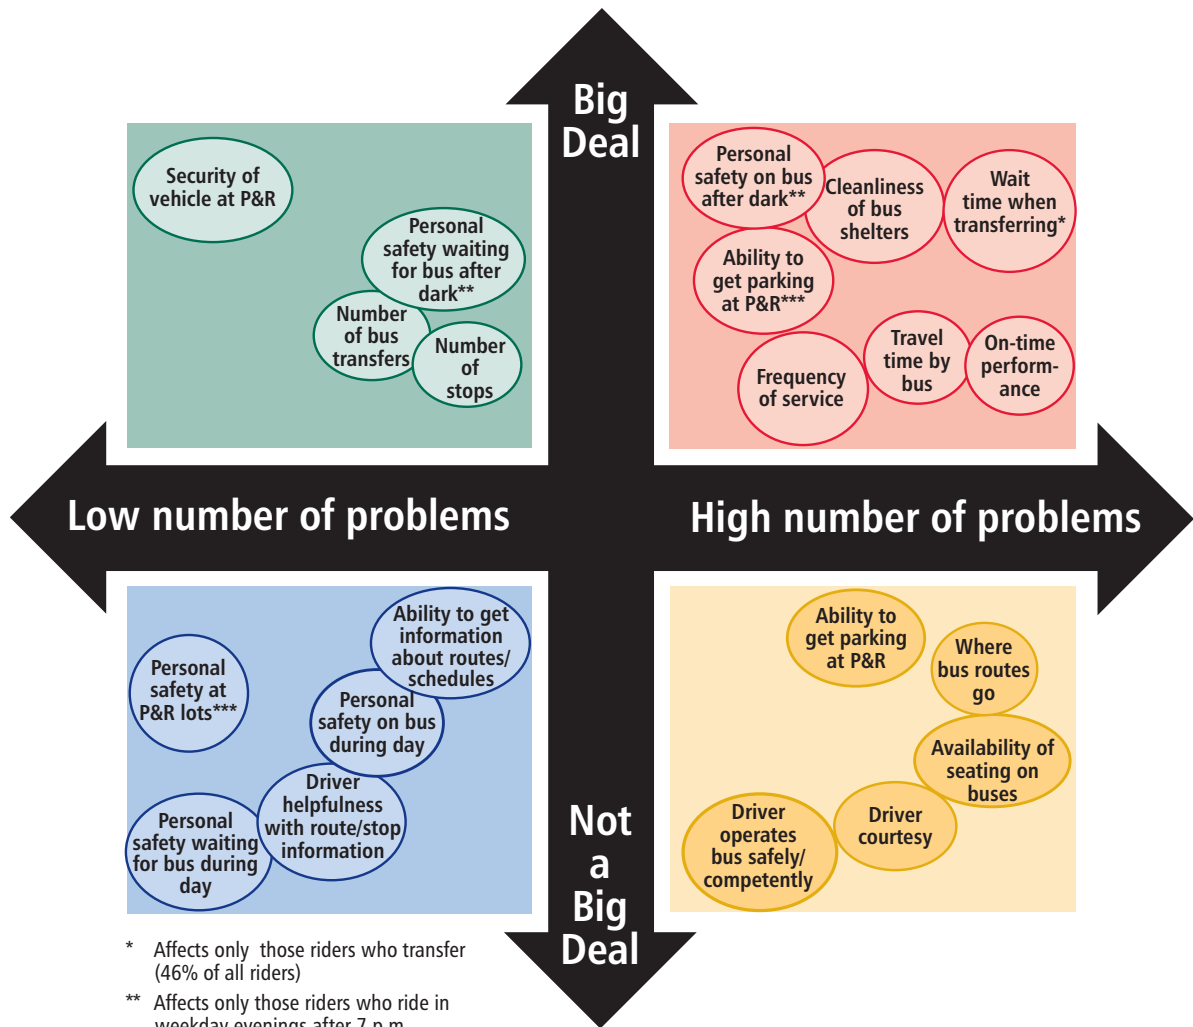 Big
Deal
Security of
vehicle at P&R
Personal
safety waiting
for bus after
dark**
Number
of bus
transfers
Number
of
stops
Personal
safety on bus
after dark**
Cleanliness
of bus
shelters
Wait
time when
transferring*
Ability to
get parking
at P&R***
Frequency
of service
Travel
time by
bus
On-time
perform-
ance
Low number of problems
High number of problems
Ability to get
information
about routes/
schedules
Personal
safety at
P&R lots***
Personal
safety on bus
during day
Driver
helpfulness
with route/stop
information
Personal
safety waiting
for bus during
day
Ability to
get parking
at P&R
Where
bus routes
go
Availability of
seating on
buses
Driver
courtesy
Driver
operates
bus safely/
competently
Not
a
Big
Deal
* Affects only those riders who transfer
(46% of all riders)
** Affects only those riders who ride in
weekday evenings after 7 p.m.